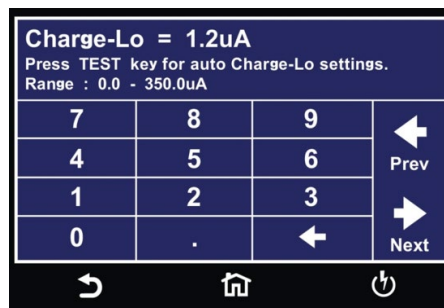 Charge-Lo = 1.2uA
Press TEST key for auto Charge-Lo settings.
Range : 0.0 - 350.0uA
7 8 9
4 5 6 Prev
1 2 3
0 . Next